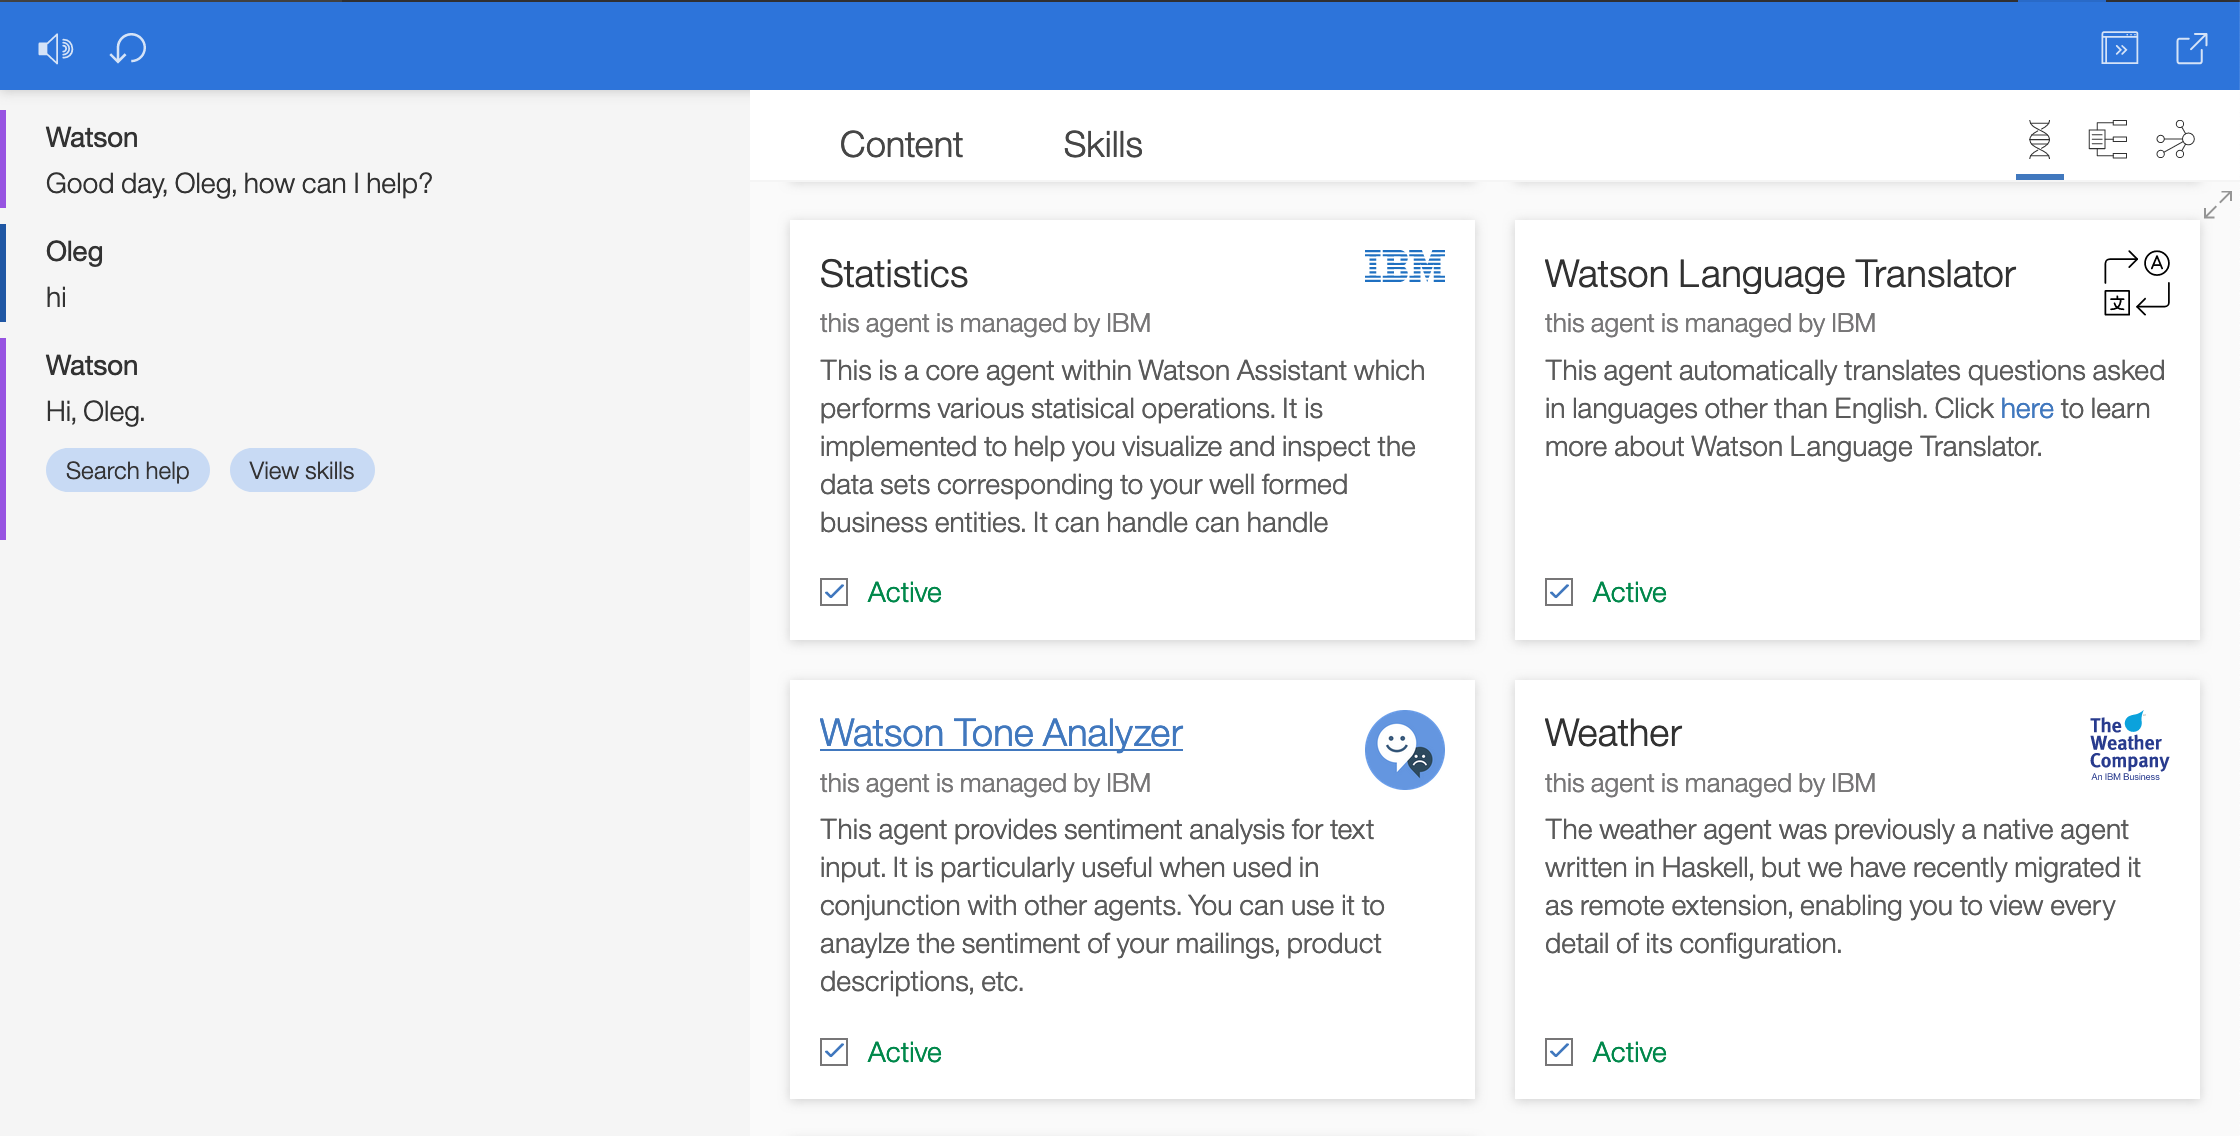 Watson
Good day, Oleg, how can I help?
Oleg
hi
Watson
Hi, Oleg.
Search help
View skills
Content
Skills
Statistics
IBM
this agent is managed by IBM
This is a core agent within Watson Assistant which
performs various statisical operations. It is
implemented to help you visualize and inspect the
data sets corresponding to your well formed
business entities. It can handle can handle
Active
Watson Language Translator
A
文
this agent is managed by IBM
This agent automatically translates questions asked
in languages other than English. Click here to learn
more about Watson Language Translator.
Active
Watson Tone Analyzer
this agent is managed by IBM
This agent provides sentiment analysis for text
input. It is particularly useful when used in
conjunction with other agents. You can use it to
anaylze the sentiment of your mailings, product
descriptions, etc.
Active
Weather
The
Weather
Company
An IBM Business
this agent is managed by IBM
The weather agent was previously a native agent
written in Haskell, but we have recently migrated it
as remote extension, enabling you to view every
detail of its configuration.
Active